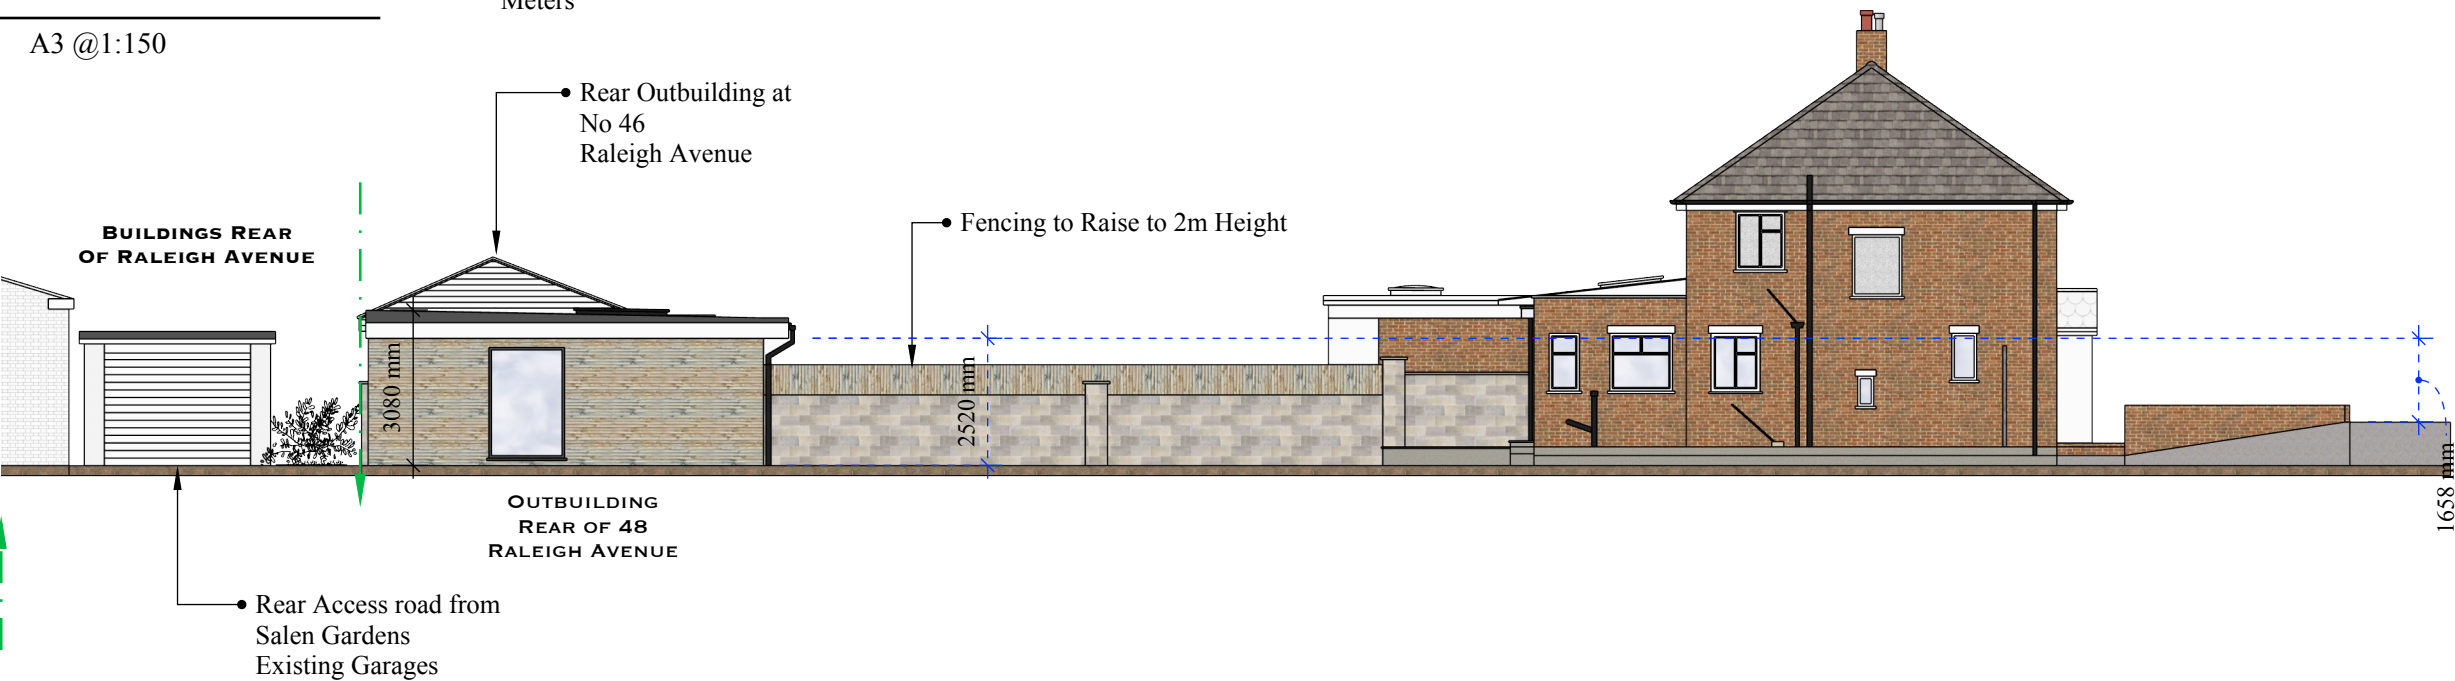 Meters
A3 @1:150
Rear Outbuilding at
No 46
Raleigh Avenue
Fencing to Raise to 2m Height
BUILDINGS REAR
OF RALEIGH AVENUE
3080 mm
2520 mm
1658 mm
OUTBUILDING
REAR OF 48
RALEIGH AVENUE
Rear Access road from
Salen Gardens
Existing Garages